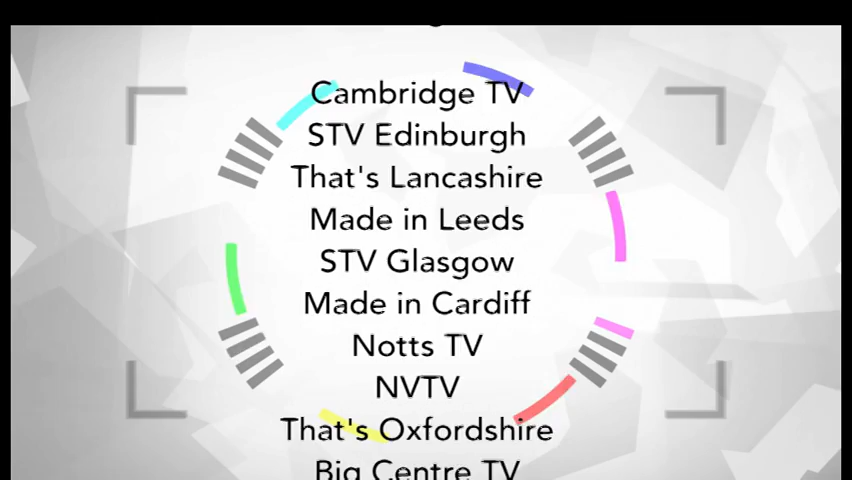 Cambridge TV
STV Edinburgh
That's Lancashire
Made in Leeds
STV Glasgow
Made in Cardiff
Notts TV
NVTV
That's Oxfordshire
Big Centre TV